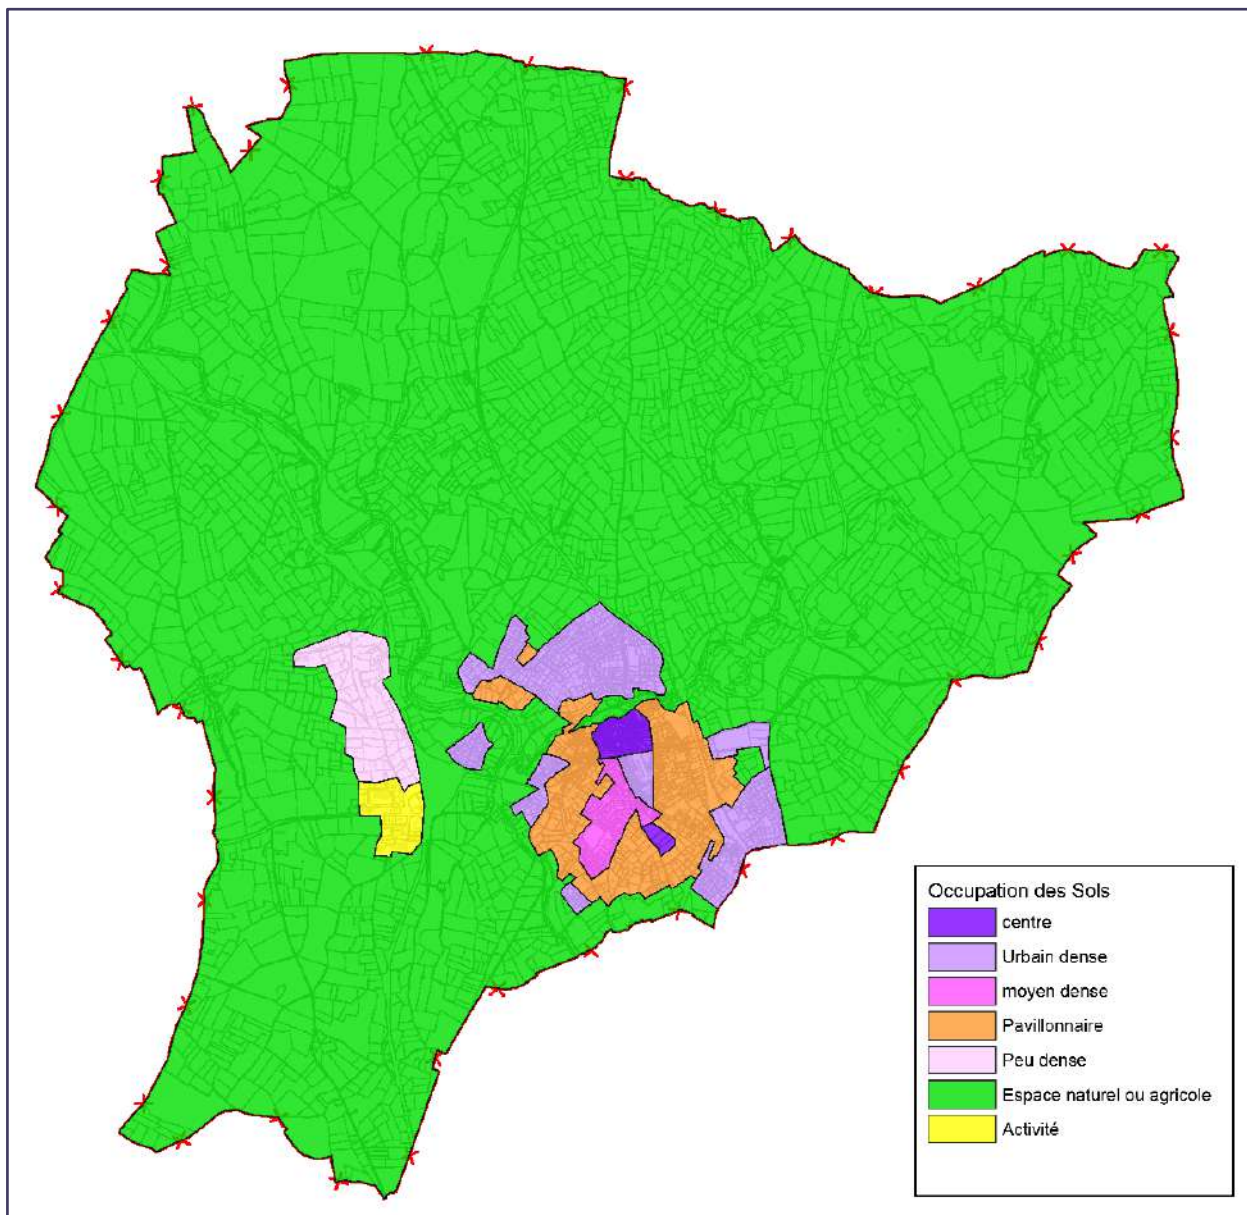 Occupation des Sols
centre
Urbain dense
moyen dense
Pavillonnaire
Peu dense
Espace naturel ou agricole
Activité